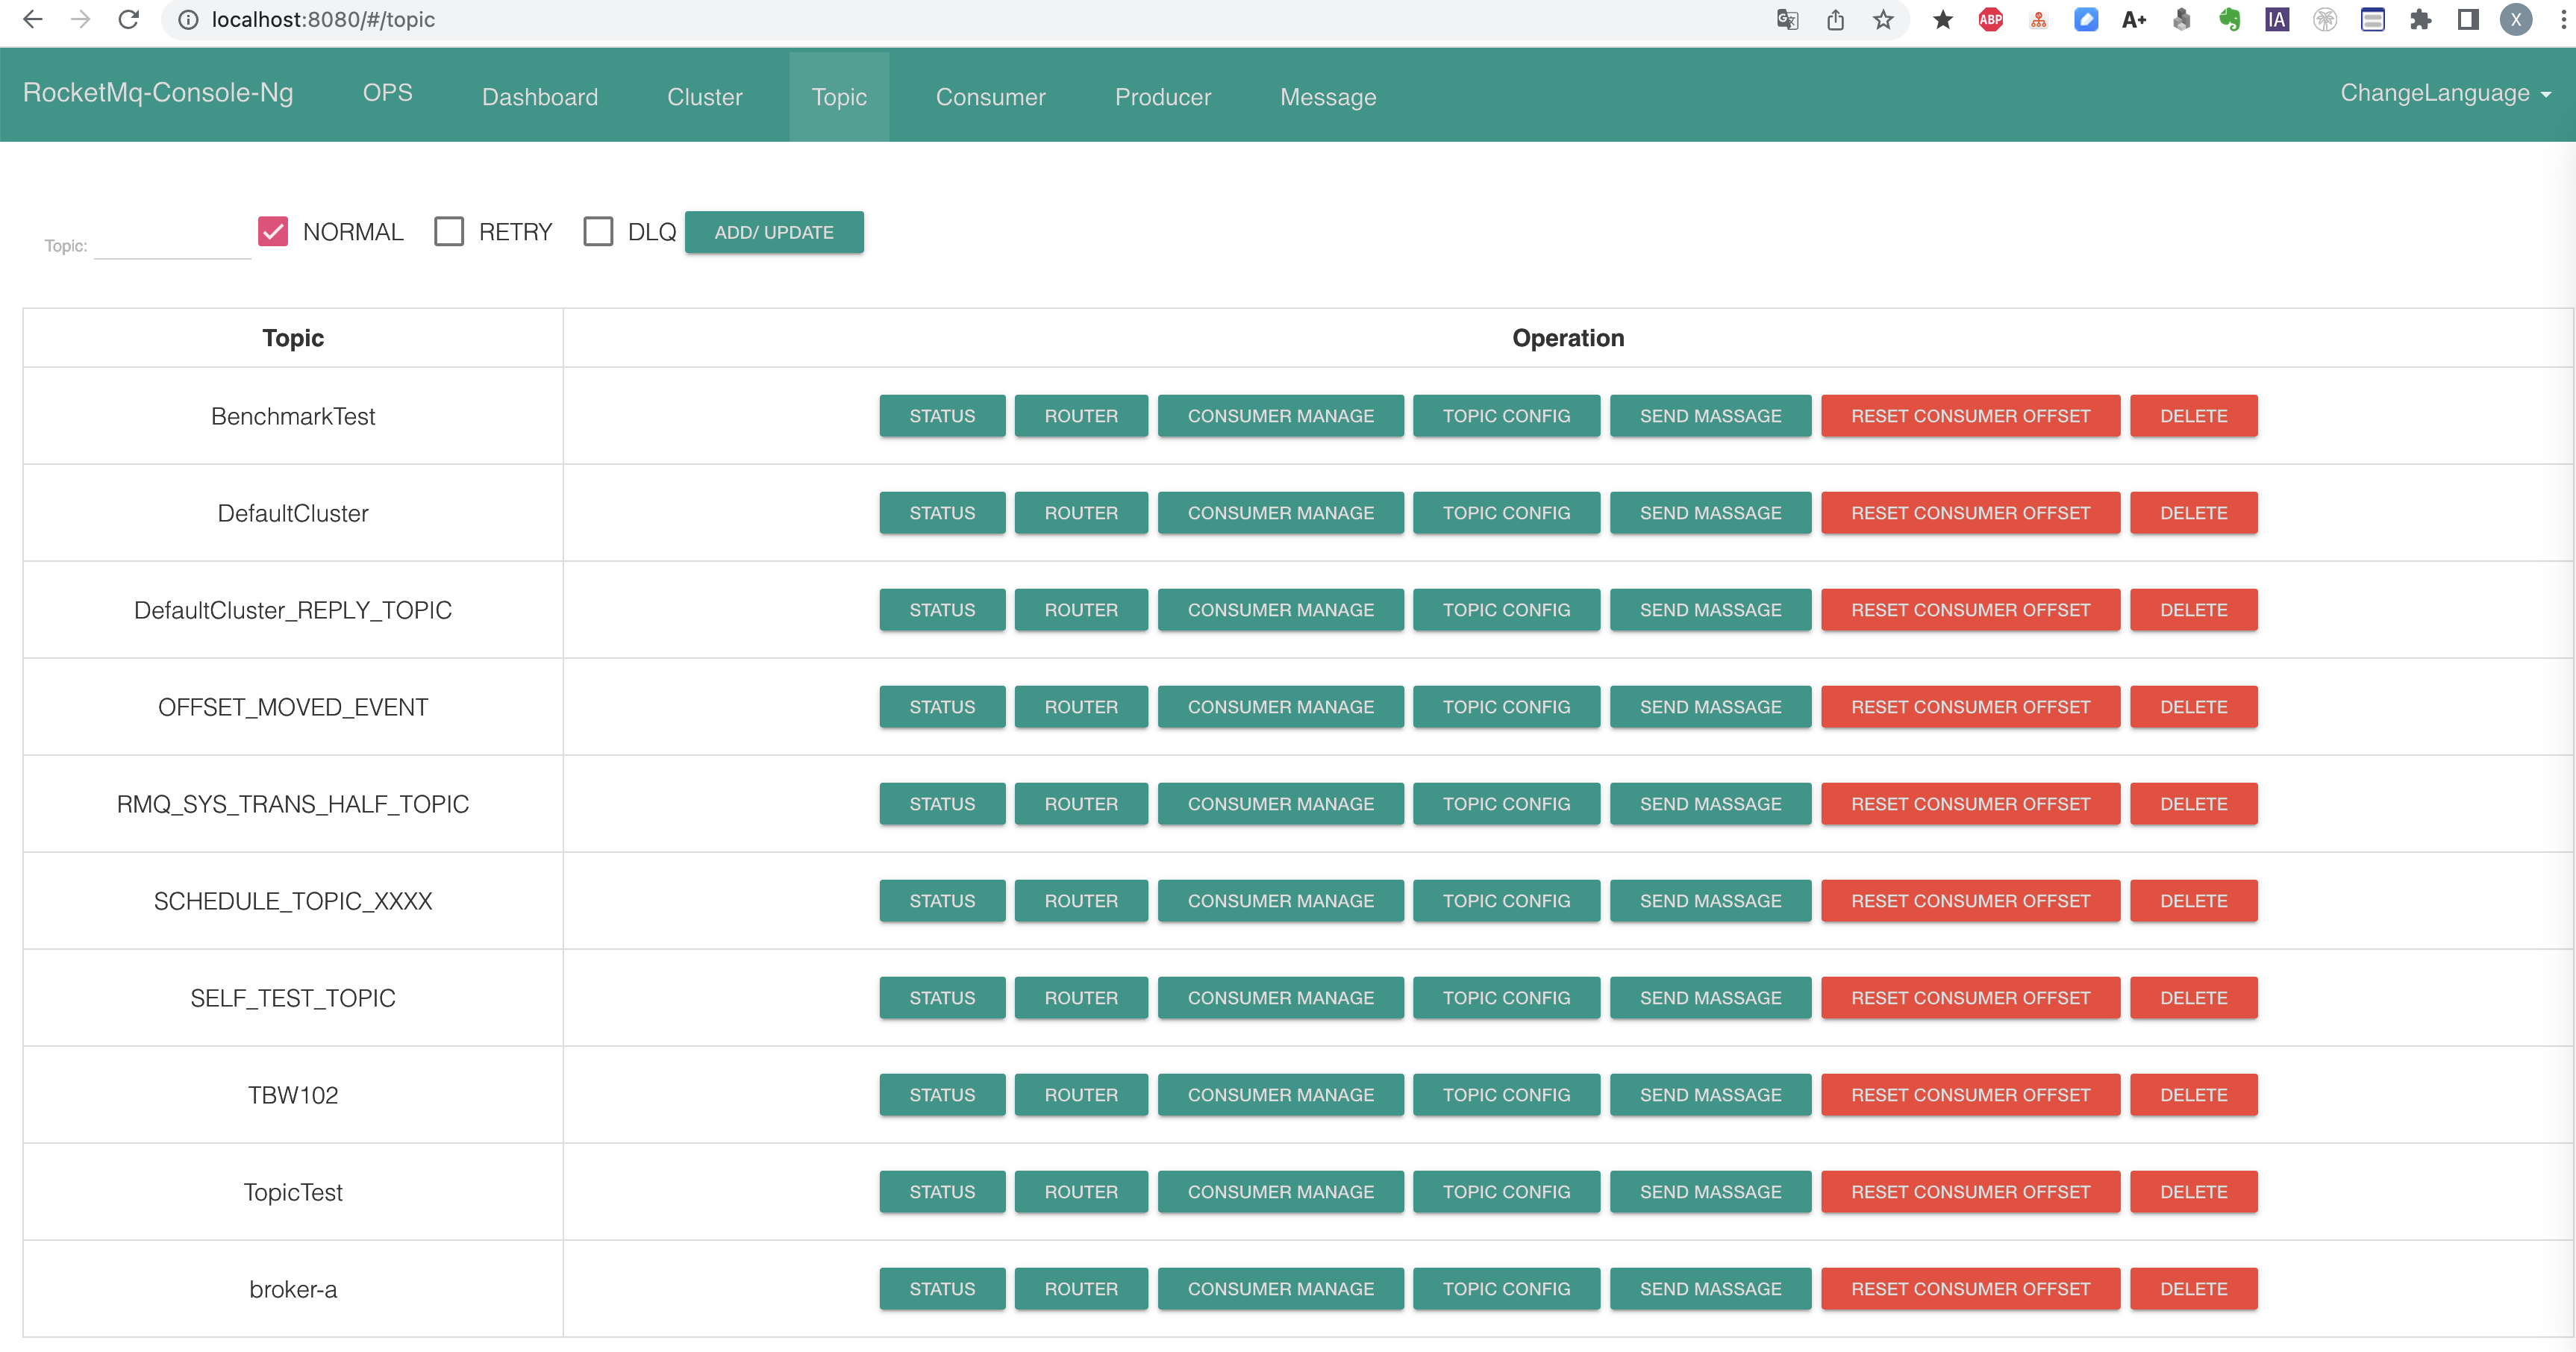 localhost:8080/#/topic
ABP A+ IA X
RocketMq-Console-Ng OPS Dashboard Cluster Topic Consumer Producer Message ChangeLanguage
Topic: NORMAL RETRY DLQ ADD/ UPDATE
Topic Operation
BenchmarkTest STATUS ROUTER CONSUMER MANAGE TOPIC CONFIG SEND MASSAGE RESET CONSUMER OFFSET DELETE
DefaultCluster STATUS ROUTER CONSUMER MANAGE TOPIC CONFIG SEND MASSAGE RESET CONSUMER OFFSET DELETE
DefaultCluster_REPLY_TOPIC STATUS ROUTER CONSUMER MANAGE TOPIC CONFIG SEND MASSAGE RESET CONSUMER OFFSET DELETE
OFFSET_MOVED_EVENT STATUS ROUTER CONSUMER MANAGE TOPIC CONFIG SEND MASSAGE RESET CONSUMER OFFSET DELETE
RMQ_SYS_TRANS_HALF_TOPIC STATUS ROUTER CONSUMER MANAGE TOPIC CONFIG SEND MASSAGE RESET CONSUMER OFFSET DELETE
SCHEDULE_TOPIC_XXXX STATUS ROUTER CONSUMER MANAGE TOPIC CONFIG SEND MASSAGE RESET CONSUMER OFFSET DELETE
SELF_TEST_TOPIC STATUS ROUTER CONSUMER MANAGE TOPIC CONFIG SEND MASSAGE RESET CONSUMER OFFSET DELETE
TBW102 STATUS ROUTER CONSUMER MANAGE TOPIC CONFIG SEND MASSAGE RESET CONSUMER OFFSET DELETE
TopicTest STATUS ROUTER CONSUMER MANAGE TOPIC CONFIG SEND MASSAGE RESET CONSUMER OFFSET DELETE
broker-a STATUS ROUTER CONSUMER MANAGE TOPIC CONFIG SEND MASSAGE RESET CONSUMER OFFSET DELETE